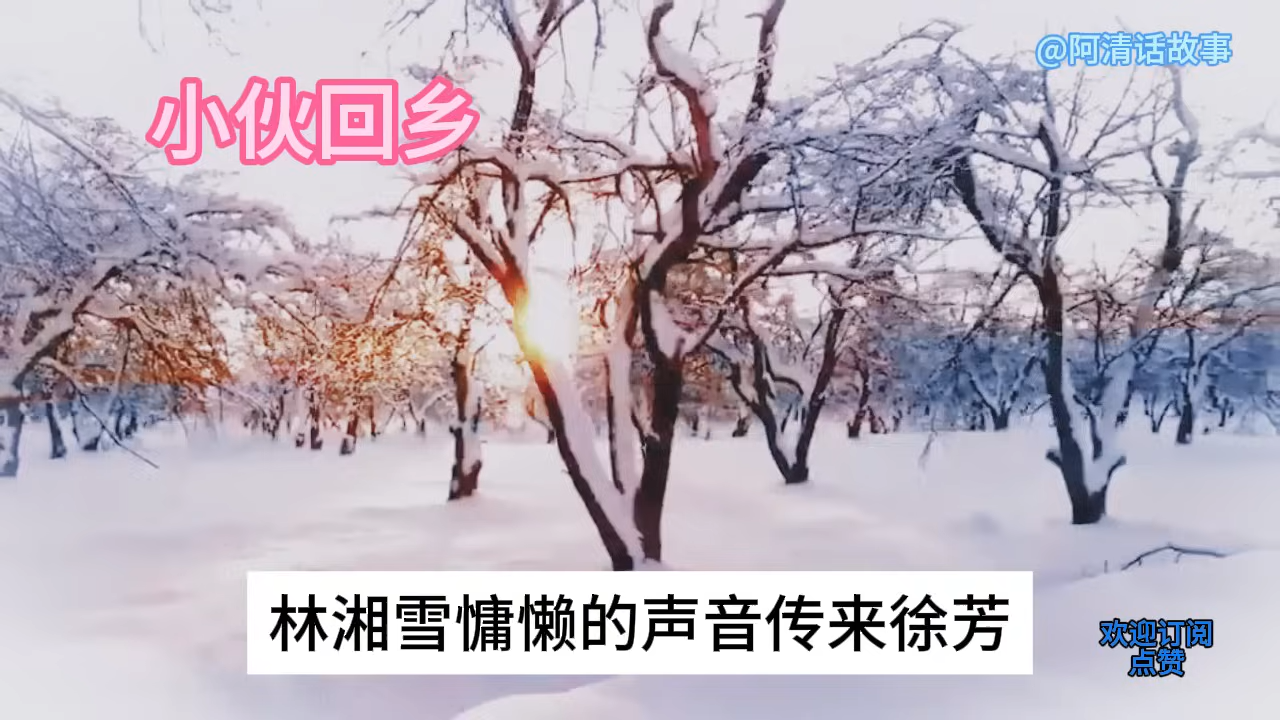 @阿清话故事
小伙回乡
林湘雪慵懒的声音传来徐芳
欢迎订阅
点赞